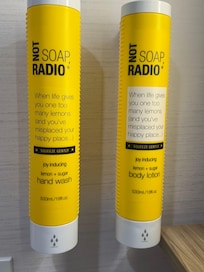 NOT
SOAP,
RADIO
When life gives
you one too
many lemons,
and you've
misplaced your
happy place...
joy inducing
lemon + sugar
hand wash
NOT
SOAP,
RADIO
When life gives
you one too
many lemons,
and you've
misplaced your
happy place...
joy inducing
lemon + sugar
body lotion